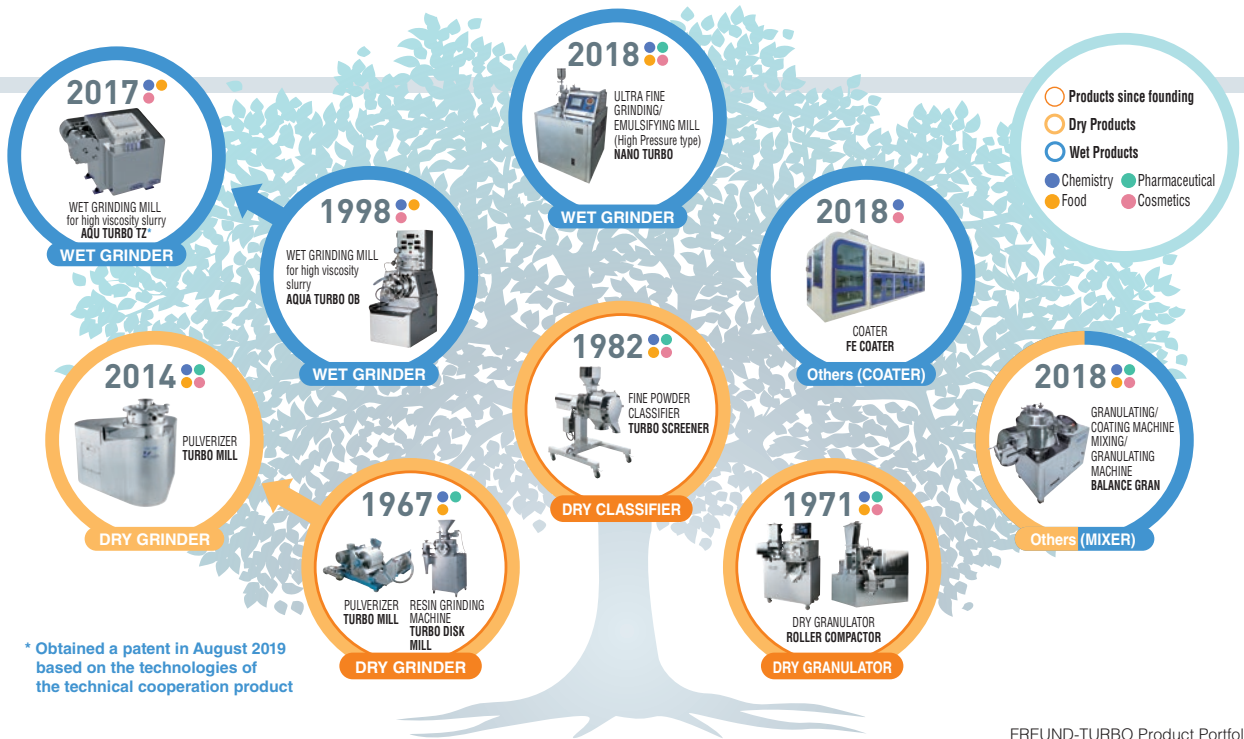 2017
WET GRINDING MILL
for high viscosity slurry
AQU TURBO TZ*
WET GRINDER
1998
WET GRINDING MILL
for high viscosity
slurry
AQUA TURBO OB
WET GRINDER
2018
ULTRA FINE
GRINDING/
EMULSIFYING MILL
(High Pressure type)
NANO TURBO
WET GRINDER
2018
COATER
FE COATER
Others (COATER)
Products since founding
Dry Products
Wet Products
Chemistry
Pharmaceutical
Food
Cosmetics
2014
PULVERIZER
TURBO MILL
DRY GRINDER
1967
PULVERIZER
TURBO MILL
RESIN GRINDING
MACHINE
TURBO DISK
MILL
DRY GRINDER
1982
FINE POWDER
CLASSIFIER
TURBO SCREENER
DRY CLASSIFIER
1971
DRY GRANULATOR
ROLLER COMPACTOR
DRY GRANULATOR
2018
GRANULATING/
COATING MACHINE
MIXING/
GRANULATING
MACHINE
BALANCE GRAN
Others (MIXER)
* Obtained a patent in August 2019
based on the technologies of
the technical cooperation product
FREUND-TURBO Product Portfol